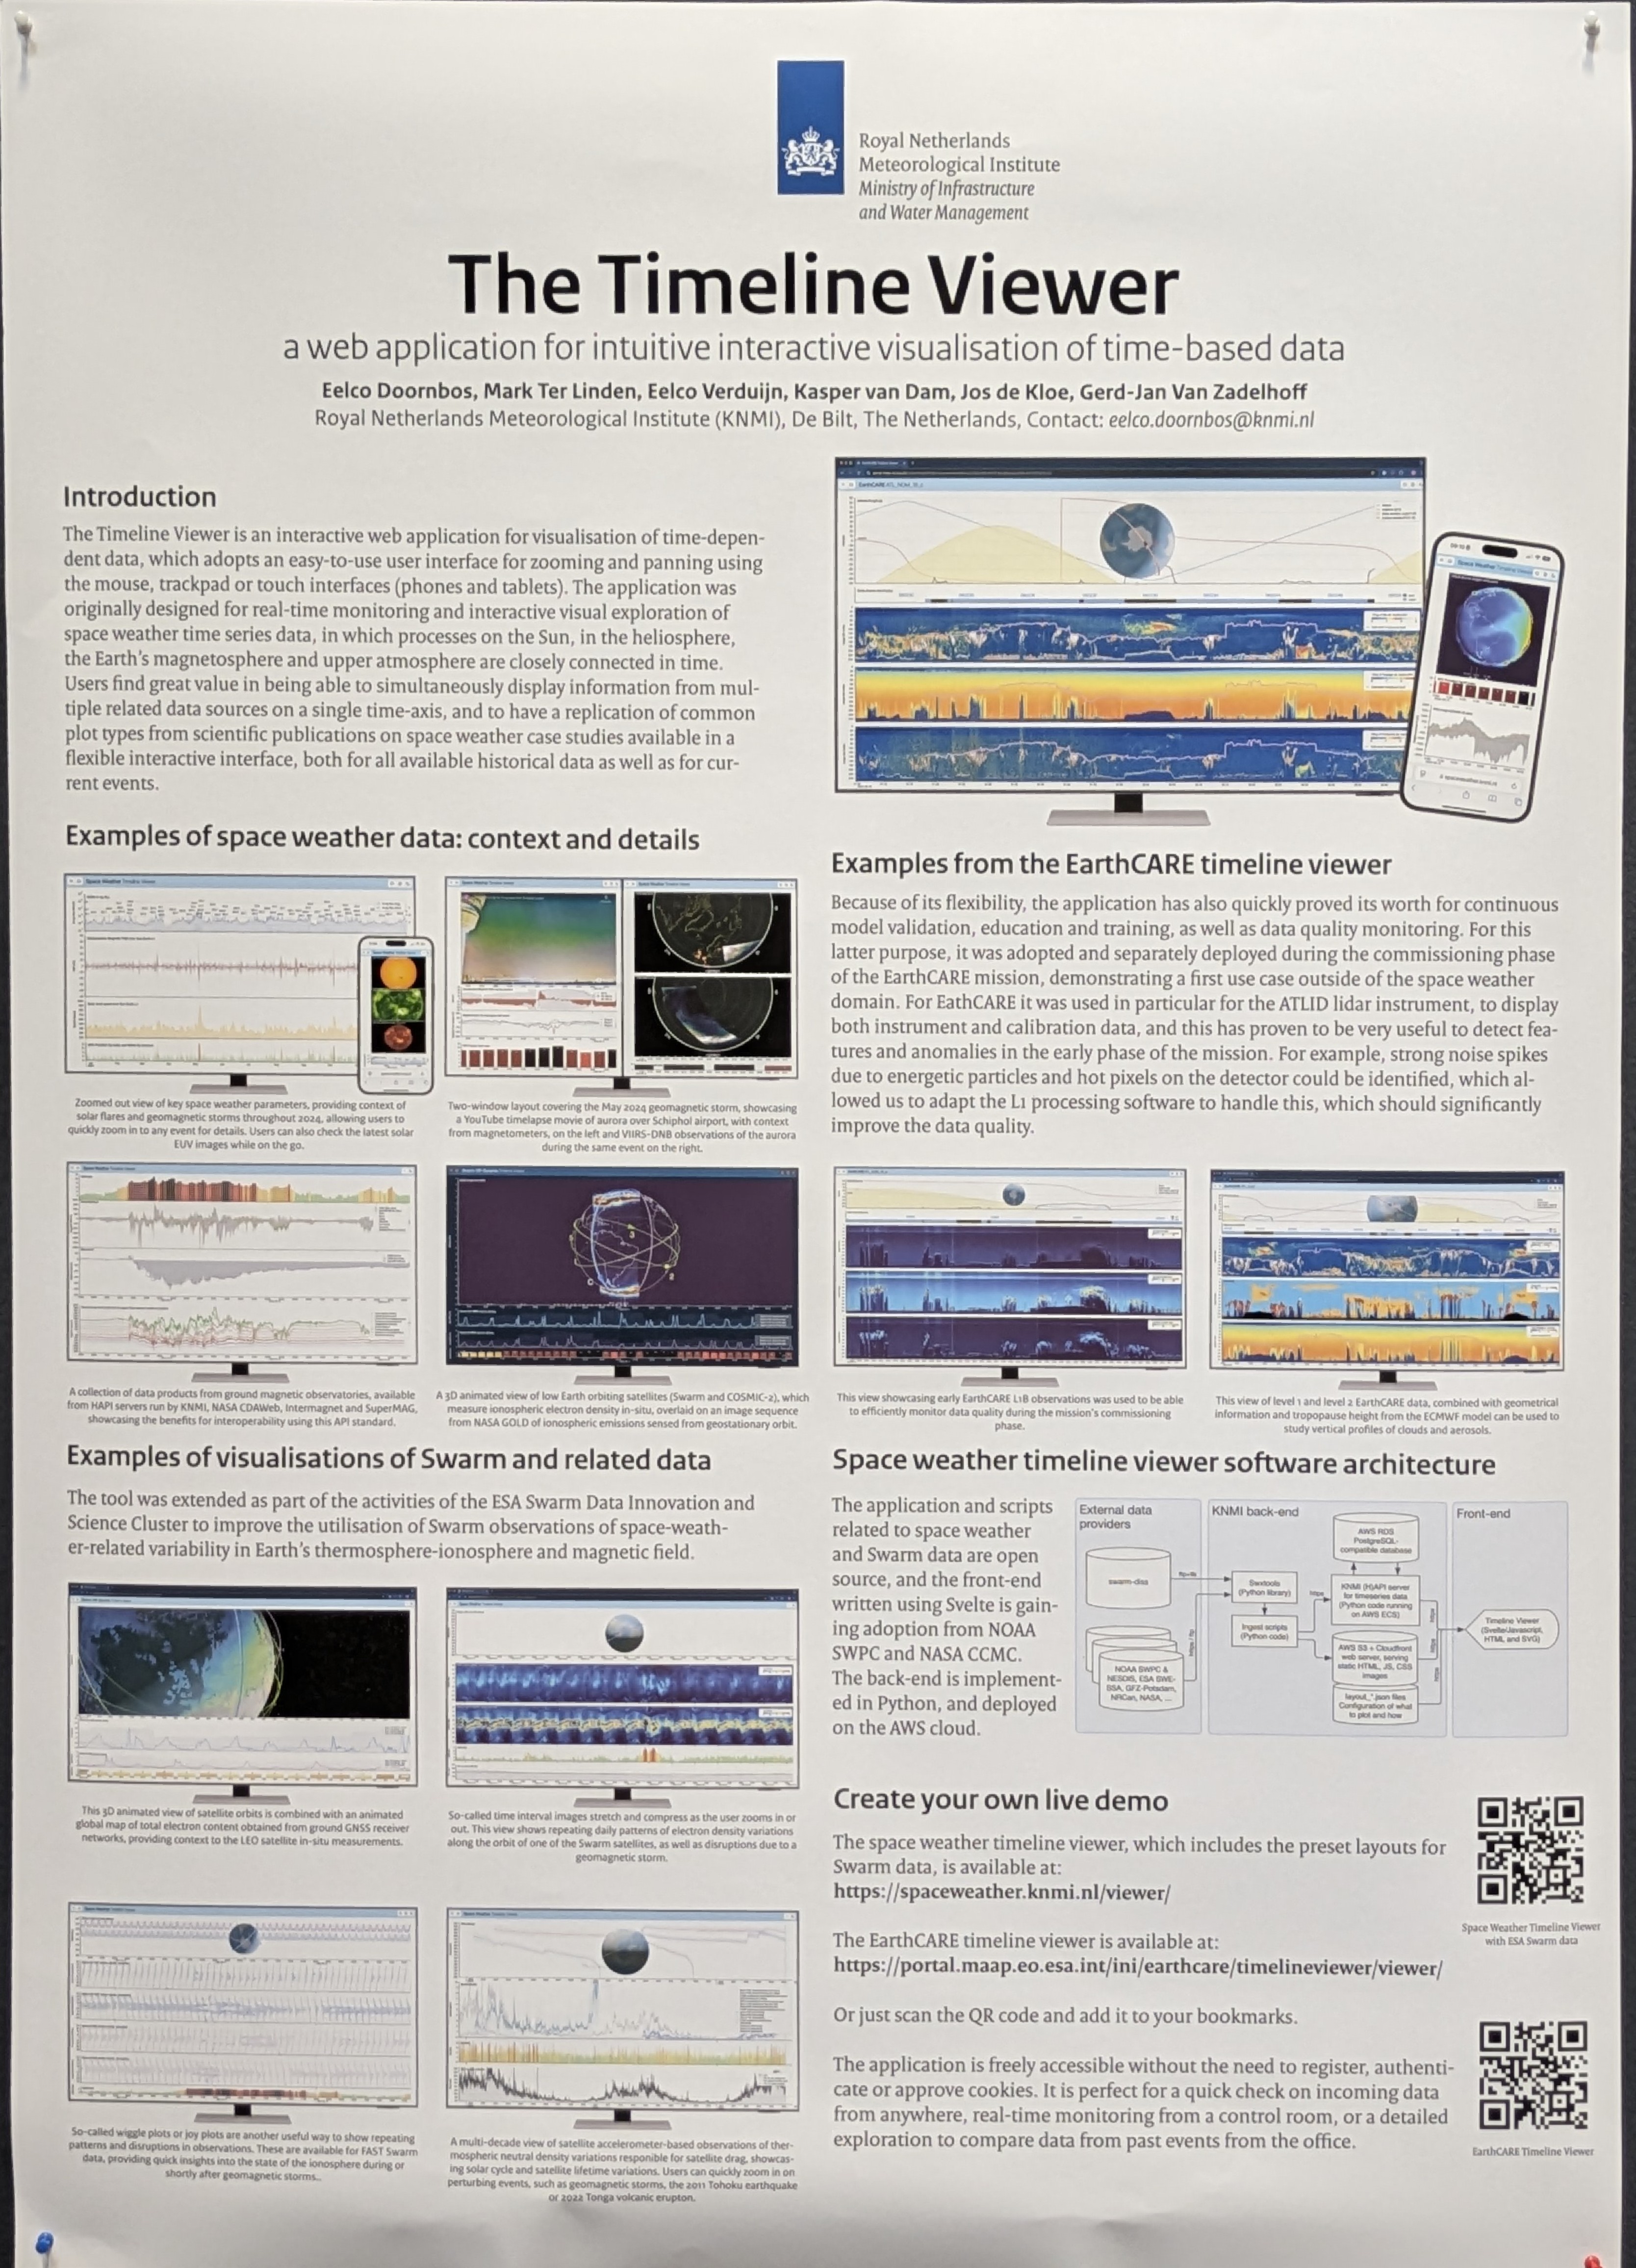 Royal Netherlands
Meteorological Institute
Ministry of Infrastructure
and Water Management
The Timeline Viewer
a web application for intuitive interactive visualisation of time-based data
Eelco Doornbos, Mark Ter Linden, Eelco Verduijn, Kasper van Dam, Jos de Kloe, Gerd-Jan Van Zadelhoff
Royal Netherlands Meteorological Institute (KNMI), De Bilt, The Netherlands, Contact: eelco.doornbos@knmi.nl
Introduction
The Timeline Viewer is an interactive web application for visualisation of time-depen-
dent data, which adopts an easy-to-use user interface for zooming and panning using
the mouse, trackpad or touch interfaces (phones and tablets). The application was
originally designed for real-time monitoring and interactive visual exploration of
space weather time series data, in which processes on the Sun, in the heliosphere,
the Earth's magnetosphere and upper atmosphere are closely connected in time.
Users find great value in being able to simultaneously display information from mul-
tiple related data sources on a single time-axis, and to have a replication of common
plot types from scientific publications on space weather case studies available in a
flexible interactive interface, both for all available historical data as well as for cur-
rent events.
Examples of space weather data: context and details
Zoomed out view of key space weather parameters, providing context of
solar flares and geomagnetic storms throughout 2024, allowing users to
quickly zoom in to any event for details. Users can also check the latest solar
EUV images while on the go.
Two-window layout covering the May 2024 geomagnetic storm, showcasing
a YouTube timelapse movie of aurora over Schiphol airport, with context
from magnetometers, on the left and VIIRS-DNB observations of the aurora
during the same event on the right.
A collection of data products from ground magnetic observatories, available
from HAPI servers run by KNMI, NASA CDAWeb, Intermagnet and SuperMAG,
showcasing the benefits for interoperability using this API standard.
A 3D animated view of low Earth orbiting satellites (Swarm and COSMIC-2), which
measure ionospheric electron density in-situ, overlaid on an image sequence
from NASA GOLD of ionospheric emissions sensed from geostationary orbit.
Examples of visualisations of Swarm and related data
The tool was extended as part of the activities of the ESA Swarm Data Innovation and
Science Cluster to improve the utilisation of Swarm observations of space-weath-
er-related variability in Earth's thermosphere-ionosphere and magnetic field.
This 3D animated view of satellite orbits is combined with an animated
global map of total electron content obtained from ground GNSS receiver
networks, providing context to the LEO satellite in-situ measurements.
So-called time interval images stretch and compress as the user zooms in or
out. This view shows repeating daily patterns of electron density variations
along the orbit of one of the Swarm satellites, as well as disruptions due to a
geomagnetic storm.
So-called wiggle plots or joy plots are another useful way to show repeating
patterns and disruptions in observations. These are available for FAST Swarm
data, providing quick insights into the state of the ionosphere during or
shortly after geomagnetic storms..
A multi-decade view of satellite accelerometer-based observations of ther-
mospheric neutral density variations responsible for satellite drag, showcas-
ing solar cycle and satellite lifetime variations. Users can quickly zoom in on
perturbing events, such as geomagnetic storms, the 2011 Tohoku earthquake
or 2022 Tonga volcanic erupton.
Examples from the EarthCARE timeline viewer
Because of its flexibility, the application has also quickly proved its worth for continuous
model validation, education and training, as well as data quality monitoring. For this
latter purpose, it was adopted and separately deployed during the commissioning phase
of the EarthCARE mission, demonstrating a first use case outside of the space weather
domain. For EathCARE it was used in particular for the ATLID lidar instrument, to display
both instrument and calibration data, and this has proven to be very useful to detect fea-
tures and anomalies in the early phase of the mission. For example, strong noise spikes
due to energetic particles and hot pixels on the detector could be identified, which al-
lowed us to adapt the L1 processing software to handle this, which should significantly
improve the data quality.
This view showcasing early EarthCARE L1B observations was used to be able
to efficiently monitor data quality during the mission's commissioning
phase.
This view of level 1 and level 2 EarthCARE data, combined with geometrical
information and tropopause height from the ECMWF model can be used to
study vertical profiles of clouds and aerosols.
Space weather timeline viewer software architecture
The application and scripts
related to space weather
and Swarm data are open
source, and the front-end
written using Svelte is gain-
ing adoption from NOAA
SWPC and NASA CCMC.
The back-end is implement-
ed in Python, and deployed
on the AWS cloud.
External data
providers
swarm-diss
NOAA SWPC &
NESDIS, ESA SWE-
SSA, GFZ-Potsdam,
NRCan, NASA, ...
KNMI back-end
Swxtools
(Python library)
Ingest scripts
(Python code)
https
AWS RDS
PostgreSQL-
compatible database
KNMI (H)API server
for timeseries data
(Python code running
on AWS ECS)
AWS S3 + Cloudfront
web server, serving
static HTML, JS, CSS
images
layout_*.json files
Configuration of what
to plot and how
Front-end
Timeline Viewer
(Svelte/Javascript,
HTML and SVG)
Create your own live demo
The space weather timeline viewer, which includes the preset layouts for
Swarm data, is available at:
https://spaceweather.knmi.nl/viewer/
The EarthCARE timeline viewer is available at:
https://portal.maap.eo.esa.int/ini/earthcare/timelineviewer/viewer/
Or just scan the QR code and add it to your bookmarks.
The application is freely accessible without the need to register, authenti-
cate or approve cookies. It is perfect for a quick check on incoming data
from anywhere, real-time monitoring from a control room, or a detailed
exploration to compare data from past events from the office.
Space Weather Timeline Viewer
with ESA Swarm data
EarthCARE Timeline Viewer